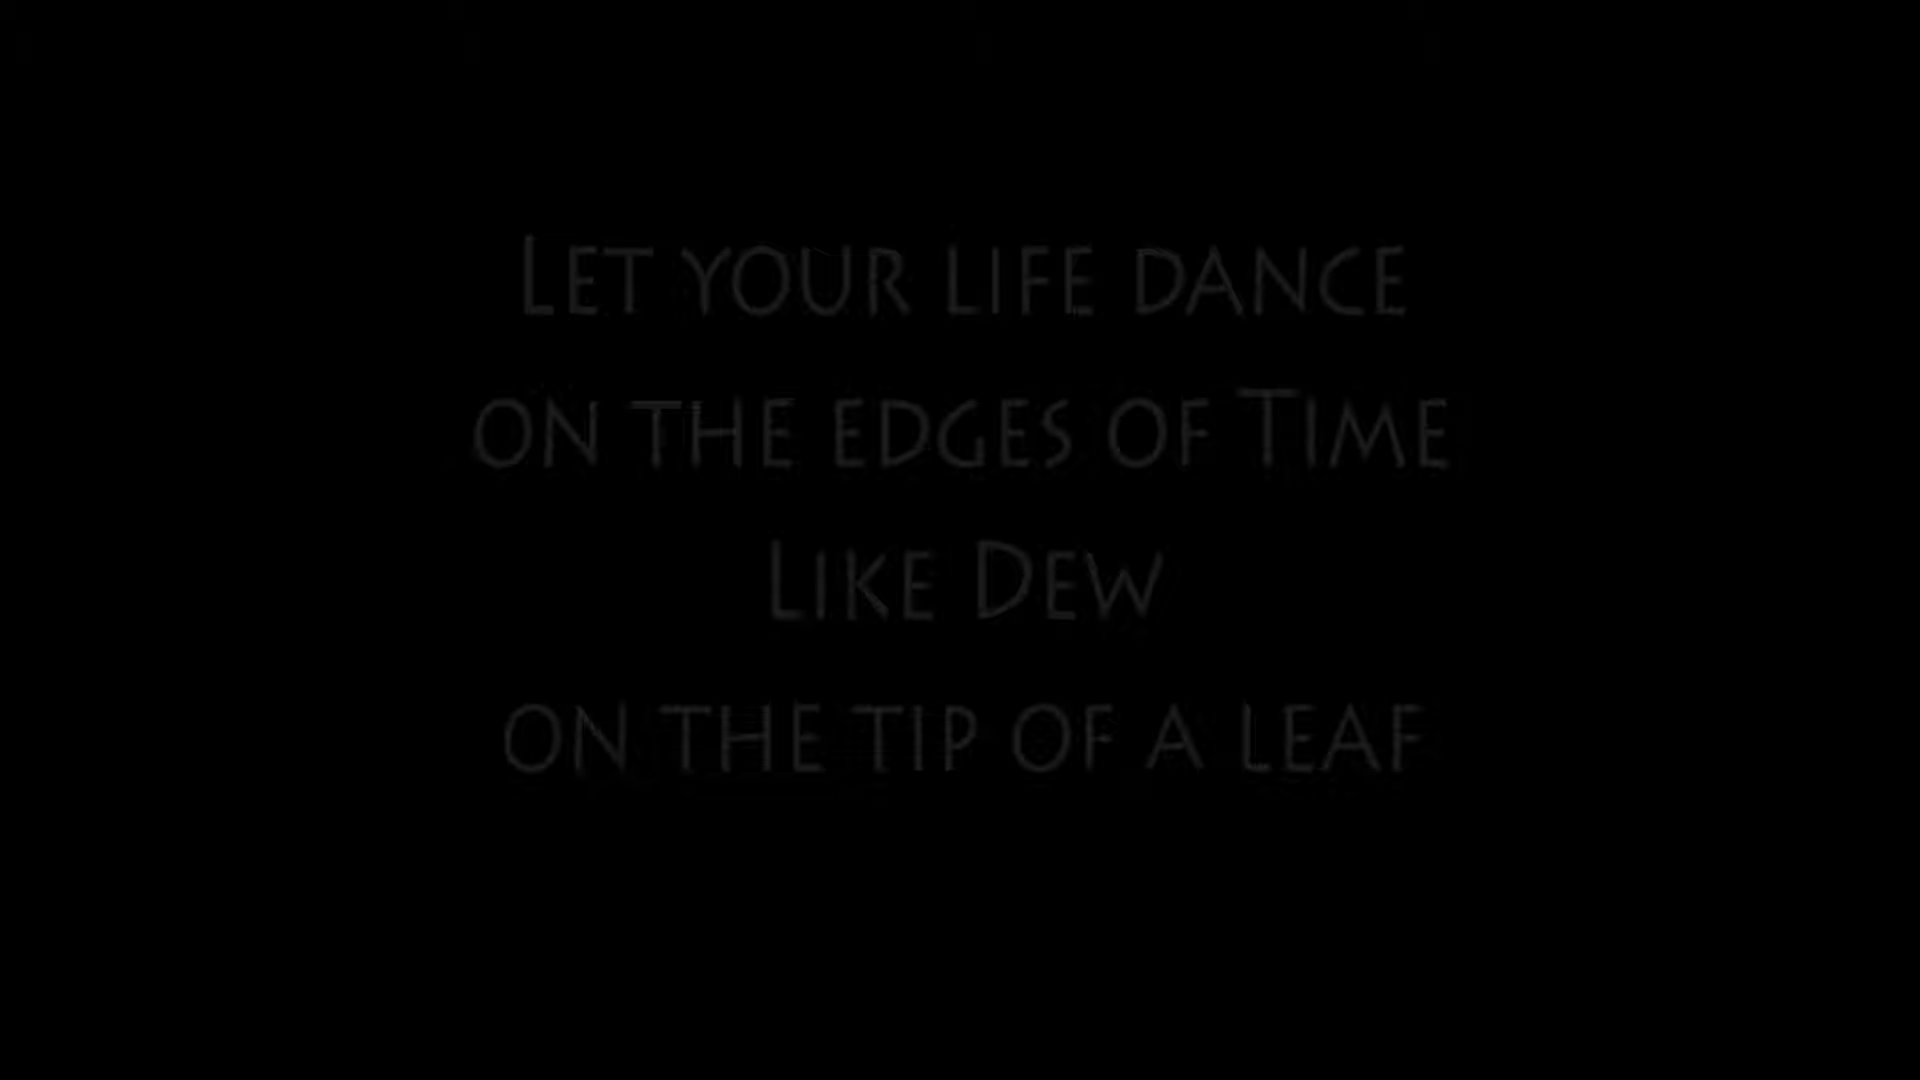 Let your life dance
on the edges of Time
Like Dew
on the tip of a leaf